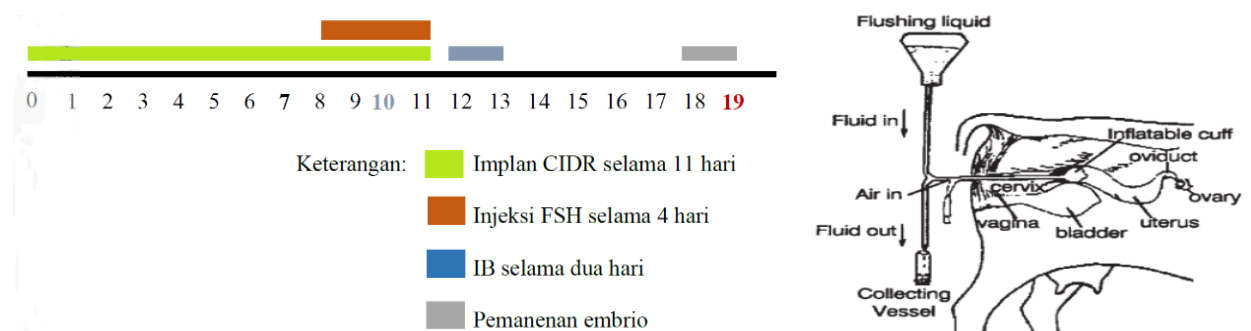 0 1 2 3 4 5 6 7 8 9 10 11 12 13 14 15 16 17 18 19
Keterangan:
Implan CIDR selama 11 hari
Injeksi FSH selama 4 hari
IB selama dua hari
Pemanenan embrio
Flushing liquid
Fluid in
Inflatable cuff
oviduct
Air in
cervix
ovary
vagina
uterus
Fluid out
bladder
Collecting
Vessel